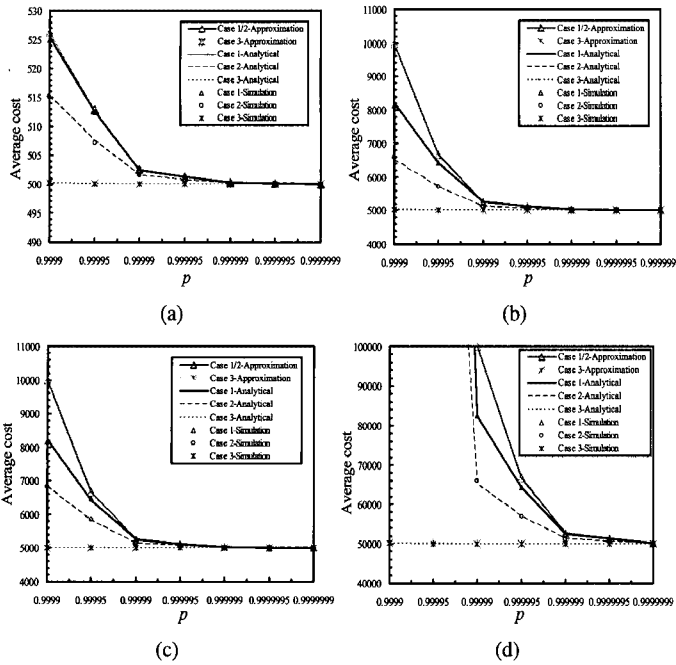 530
525
520
515
510
505
500
495
490
Average cost
Case 1/2-Approximation
Case 3-Approximation
Case 1-Analytical
Case 2-Analytical
Case 3-Analytical
Case 1-Simulation
Case 2-Simulation
Case 3-Simulation
0.9999
0.99995
0.99999
0.999995
0.999999
0.9999995
0.9999999
p
(a)
11000
10000
9000
8000
7000
6000
5000
4000
Average cost
Case 1/2-Approximation
Case 3-Approximation
Case 1-Analytical
Case 2-Analytical
Case 3-Analytical
Case 1-Simulation
Case 2-Simulation
Case 3-Simulation
0.9999
0.99995
0.99999
0.999995
0.999999
0.9999995
0.9999999
p
(b)
11000
10000
9000
8000
7000
6000
5000
4000
Average cost
Case 1/2-Approximation
Case 3-Approximation
Case 1-Analytical
Case 2-Analytical
Case 3-Analytical
Case 1-Simulation
Case 2-Simulation
Case 3-Simulation
0.9999
0.99995
0.99999
0.999995
0.999999
0.9999995
0.9999999
p
(c)
100000
90000
80000
70000
60000
50000
40000
Average cost
Case 1/2-Approximation
Case 3-Approximation
Case 1-Analytical
Case 2-Analytical
Case 3-Analytical
Case 1-Simulation
Case 2-Simulation
Case 3-Simulation
0.9999
0.99995
0.99999
0.999995
0.999999
0.9999995
0.9999999
p
(d)